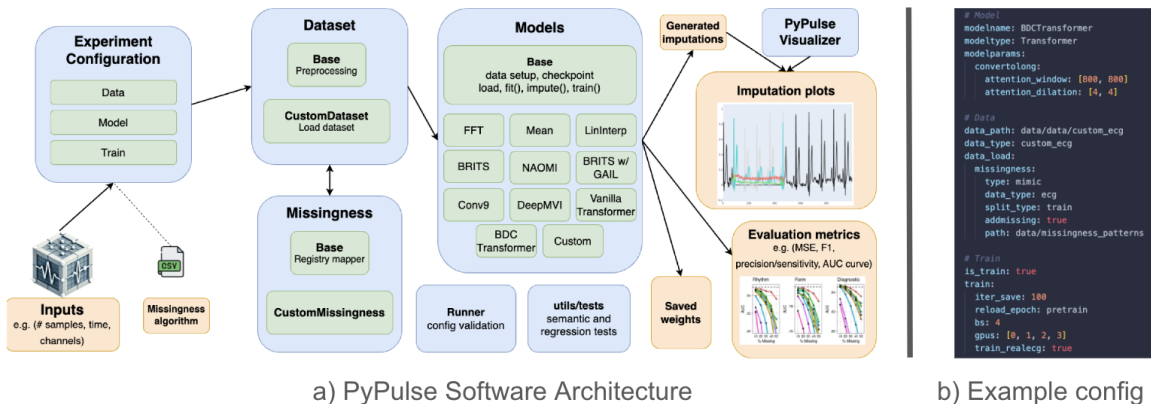 Experiment
Configuration
Data
Model
Train
Inputs
e.g. (# samples, time,
channels)
CSV
Missingness
algorithm
Dataset
Base
Preprocessing
CustomDataset
Load dataset
Missingness
Base
Registry mapper
CustomMissingness
Models
Base
data setup, checkpoint
load, fit(), impute(), train()
FFT
Mean
LinInterp
BRITS
NAOMI
BRITS w/
GAIL
Conv9
DeepMVI
Vanilla
Transformer
BDC
Transformer
Custom
Runner
config validation
utils/tests
semantic and
regression tests
Generated
imputations
PyPulse
Visualizer
Imputation plots
Saved
weights
Evaluation metrics
e.g. (MSE, F1,
precision/sensitivity, AUC curve)
Rhythm
Form
Diagnostic
AUC
AUC
AUC
% Missing
% Missing
% Missing
a) PyPulse Software Architecture
# Model
modelname: BDCTransformer
modeltype: Transformer
modelparams:
convertolong:
attention_window: [800, 800]
attention_dilation: [4, 4]
# Data
data_path: data/data/custom_ecg
data_type: custom_ecg
data_load:
missingness:
type: mimic
data_type: ecg
split_type: train
addmissing: true
path: data/missingness_patterns
# Train
is_train: true
train:
iter_save: 100
reload_epoch: pretrain
bs: 4
gpus: [0, 1, 2, 3]
train_realecg: true
b) Example config